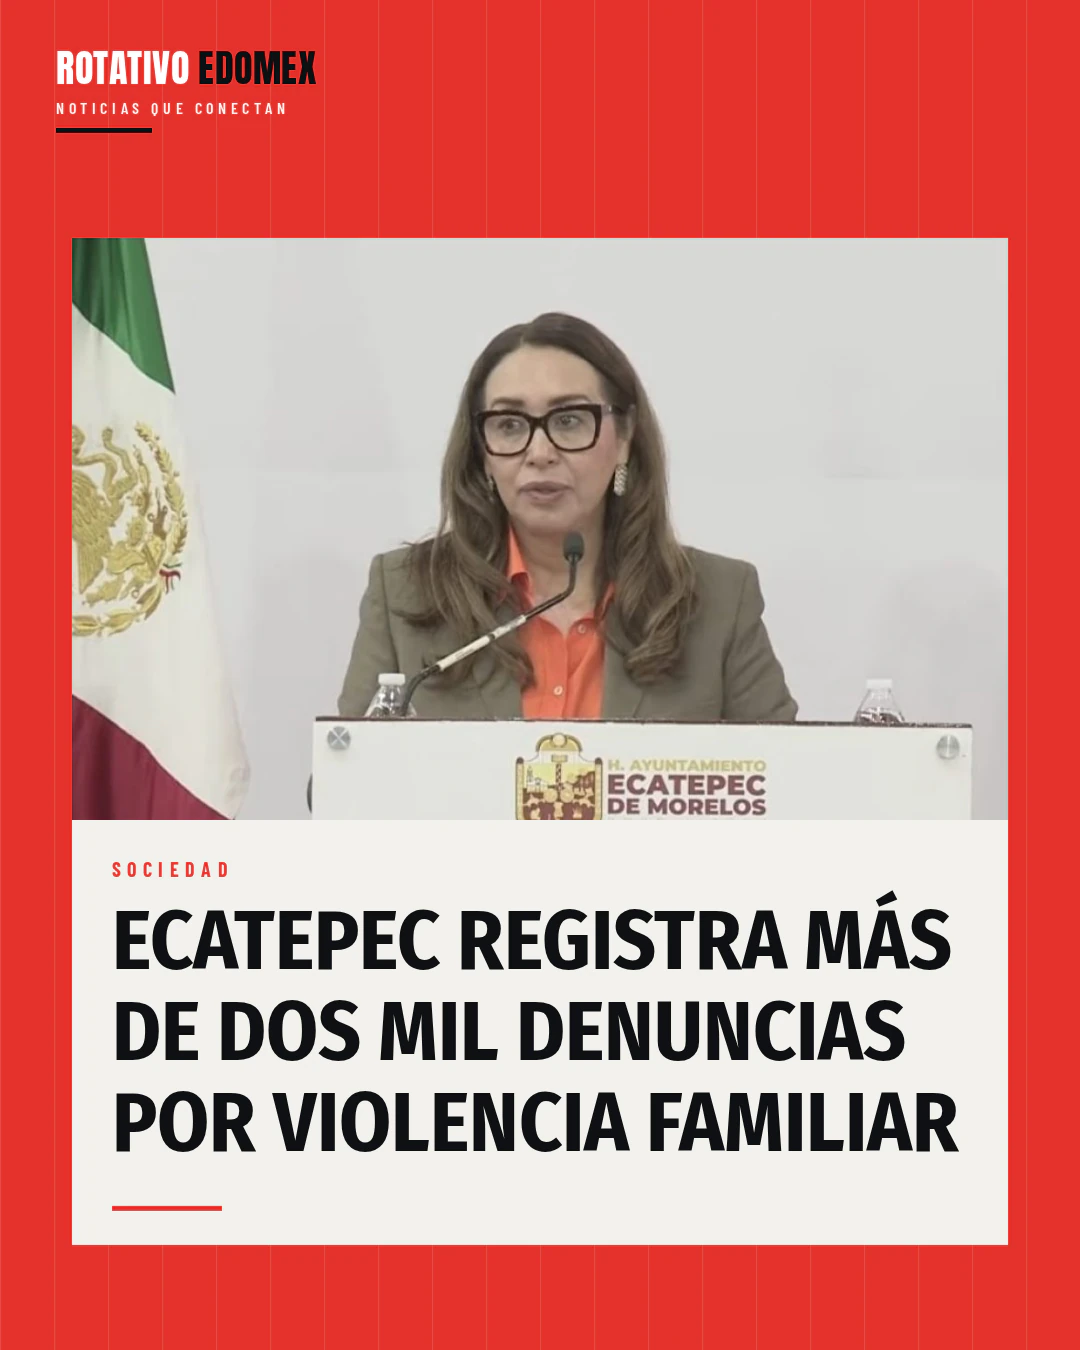 ROTATIVO EDOMEX
NOTICIAS QUE CONECTAN
H. AYUNTAMIENTO
ECATEPEC
DE MORELOS
SOCIEDAD
ECATEPEC REGISTRA MÁS
DE DOS MIL DENUNCIAS
POR VIOLENCIA FAMILIAR